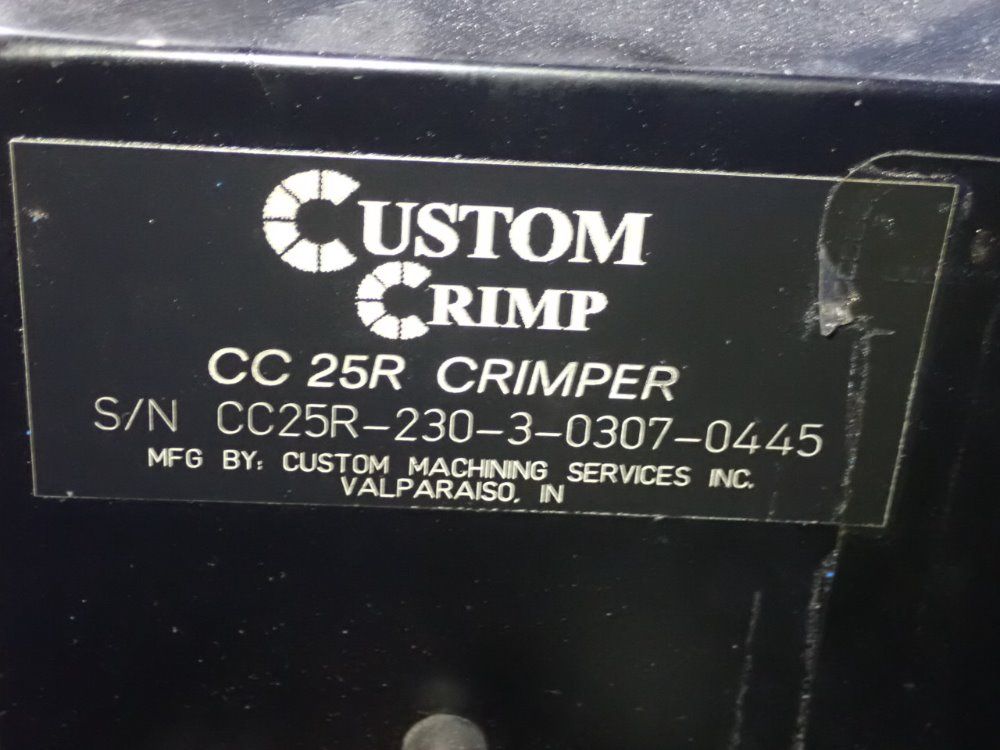 CUSTOM
CRIMP
CC 25R CRIMPER
S/N CC25R-230-3-0307-0445
MFG BY: CUSTOM MACHINING SERVICES INC.
VALPARAISO, IN